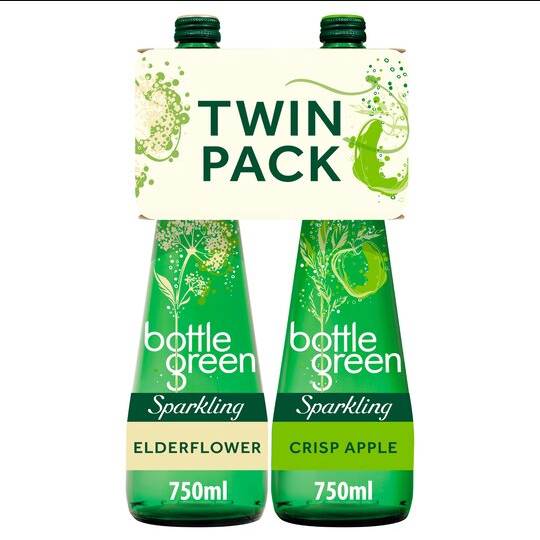 TWIN
PACK
bottle
green
Sparkling
ELDERFLOWER
750ml
bottle
green
Sparkling
CRISP APPLE
750ml